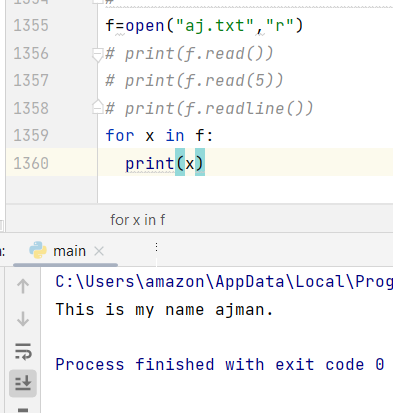 1355 f=open("aj.txt","r")
1356 # print(f.read())
1357 # print(f.read(5))
1358 # print(f.readline())
1359 for x in f:
1360 print(x)
for x in f
main ×
C:\Users\amazon\AppData\Local\Prog
This is my name ajman.
Process finished with exit code 0